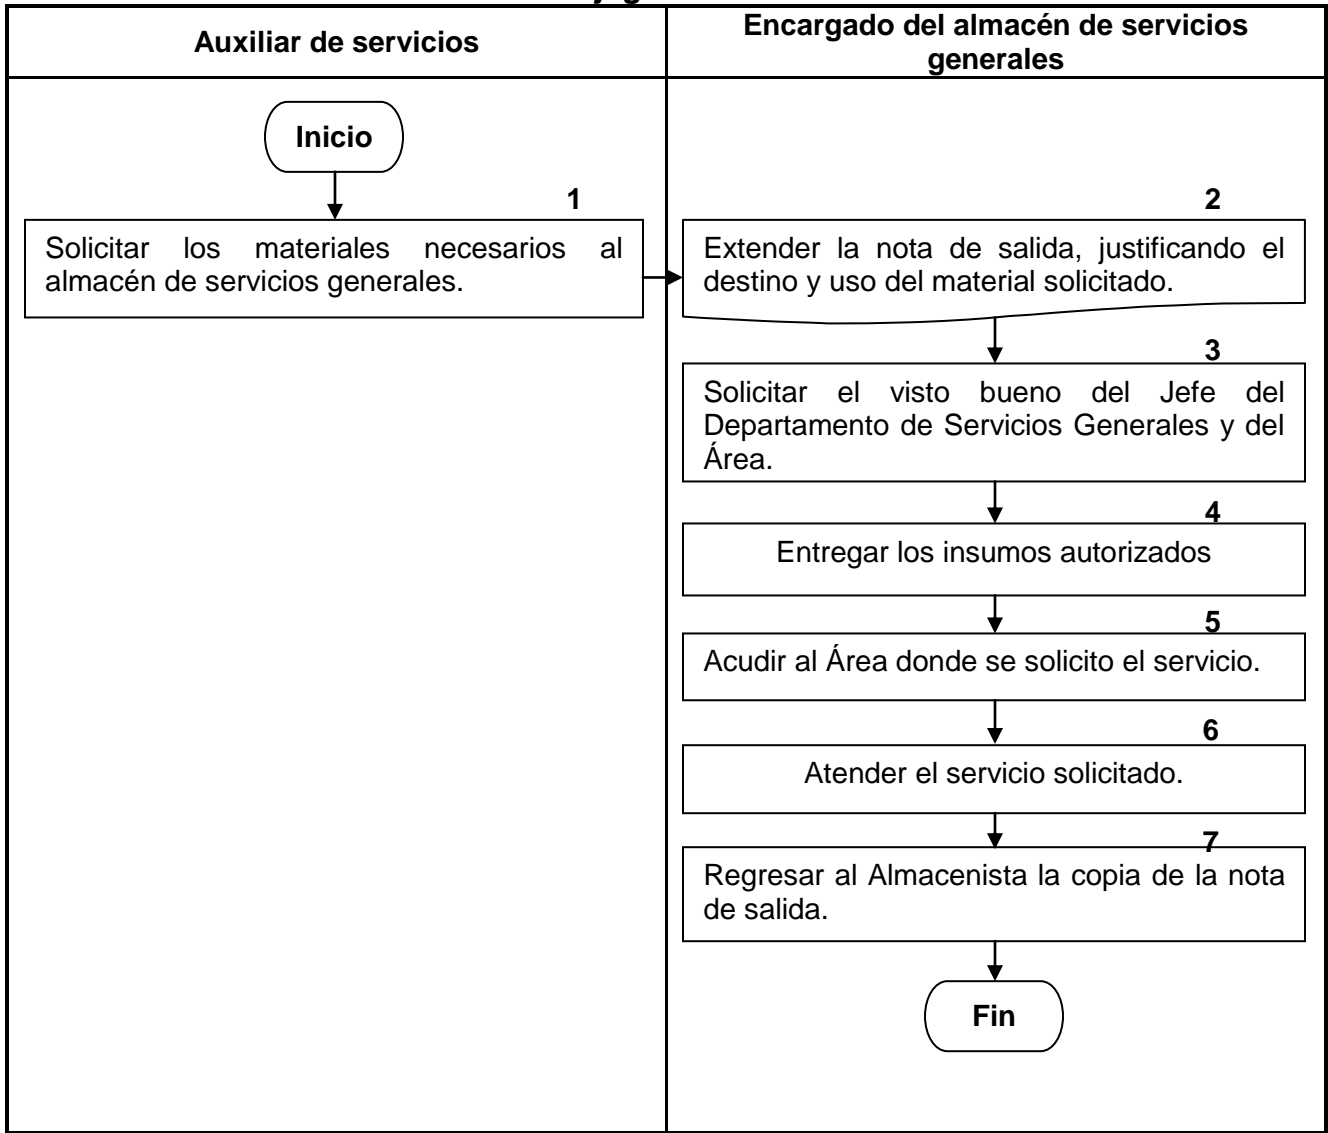 Auxiliar de servicios
Encargado del almacén de servicios
generales
Inicio
1
Solicitar los materiales necesarios al
almacén de servicios generales.
2
Extender la nota de salida, justificando el
destino y uso del material solicitado.
3
Solicitar el visto bueno del Jefe del
Departamento de Servicios Generales y del
Área.
4
Entregar los insumos autorizados
5
Acudir al Área donde se solicito el servicio.
6
Atender el servicio solicitado.
7
Regresar al Almacenista la copia de la nota
de salida.
Fin